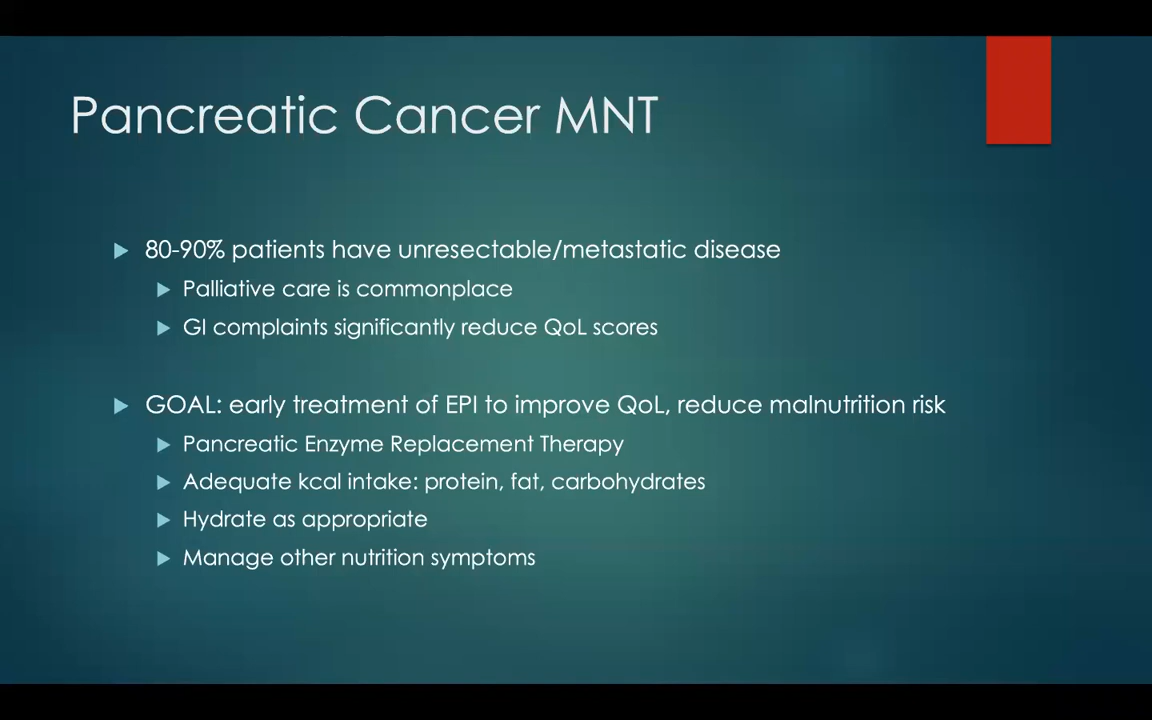 Pancreatic Cancer MNT
80-90% patients have unresectable/metastatic disease
Palliative care is commonplace
GI complaints significantly reduce QoL scores
GOAL: early treatment of EPI to improve QoL, reduce malnutrition risk
Pancreatic Enzyme Replacement Therapy
Adequate kcal intake: protein, fat, carbohydrates
Hydrate as appropriate
Manage other nutrition symptoms